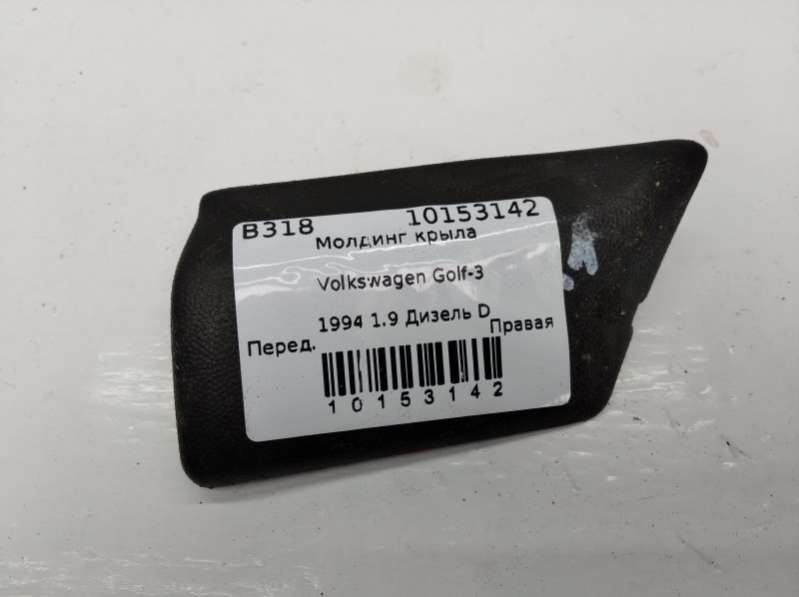 B318 10153142
Молдинг крыла
Volkswagen Golf-3
1994 1.9 Дизель D
Перед. Правая
10153142